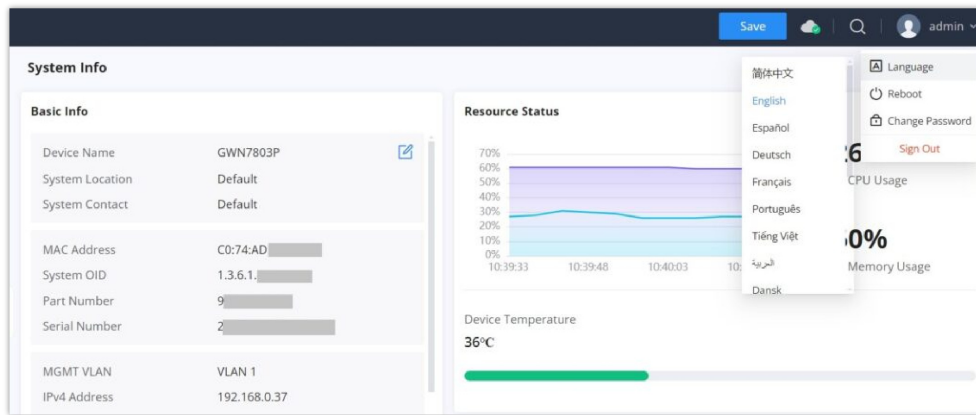 Save
admin
System Info
简体中文
English
Español
Deutsch
Français
Português
Tiếng Việt
العربية
Dansk
Language
Reboot
Change Password
Sign Out
Basic Info
Device Name GWN7803P
System Location Default
System Contact Default
MAC Address C0:74:AD
System OID 1.3.6.1.
Part Number 9
Serial Number 2
MGMT VLAN VLAN 1
IPv4 Address 192.168.0.37
Resource Status
70%
60%
50%
40%
30%
20%
10%
0%
10:39:33 10:39:48 10:40:03 10:
CPU Usage
0%
Memory Usage
Device Temperature
36°C